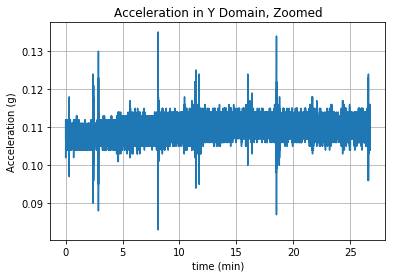 Acceleration in Y Domain, Zoomed
Acceleration (g)
0.13
0.12
0.11
0.10
0.09
0 5 10 15 20 25
time (min)